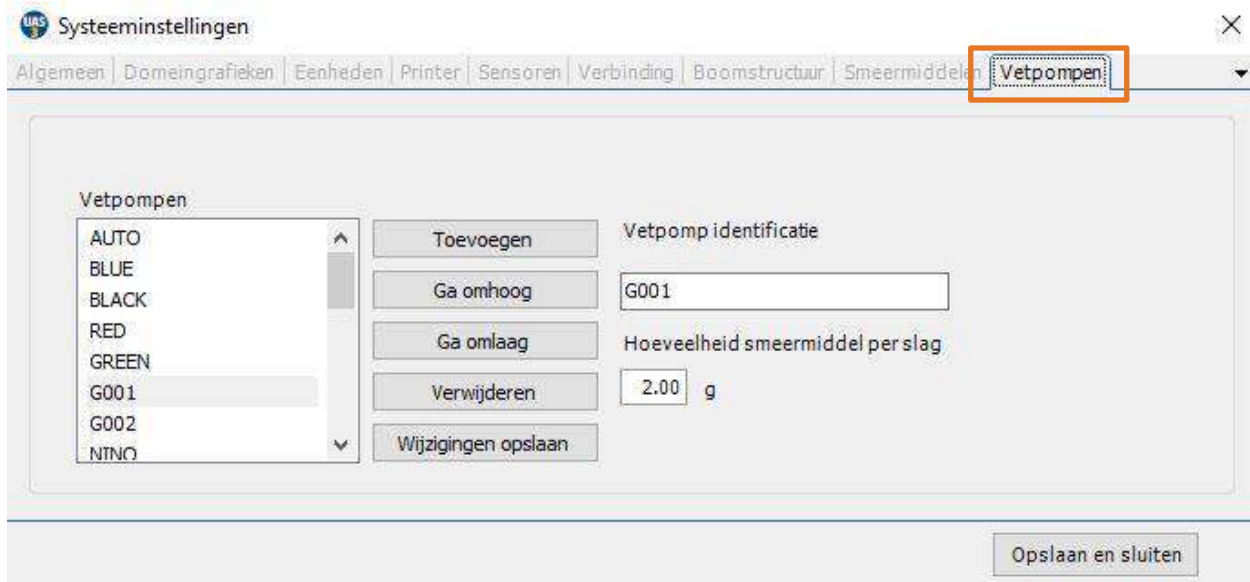 UAS 3 Systeeminstellingen
Algemeen Domeingrafieken Eenheden Printer Sensoren Verbinding Boomstructuur Smeermiddelen Vetpompen
Vetpompen
AUTO
BLUE
BLACK
RED
GREEN
G001
G002
NINO
Toevoegen
Ga omhoog
Ga omlaag
Verwijderen
Wijzigingen opslaan
Vetpomp identificatie
G001
Hoeveelheid smeermiddel per slag
2.00 g
Opslaan en sluiten